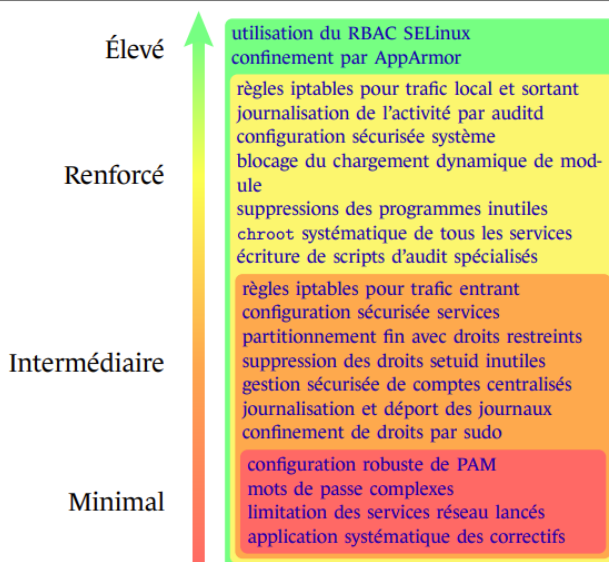 Élevé
utilisation du RBAC SELinux
confinement par AppArmor
Renforcé
règles iptables pour trafic local et sortant
journalisation de l'activité par auditd
configuration sécurisée système
blocage du chargement dynamique de mod-
ule
suppressions des programmes inutiles
chroot systématique de tous les services
écriture de scripts d'audit spécialisés
Intermédiaire
règles iptables pour trafic entrant
configuration sécurisée services
partitionnement fin avec droits restreints
suppression des droits setuid inutiles
gestion sécurisée de comptes centralisés
journalisation et déport des journaux
confinement de droits par sudo
Minimal
configuration robuste de PAM
mots de passe complexes
limitation des services réseau lancés
application systématique des correctifs